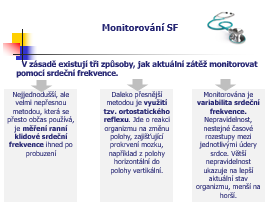 Monitorování SF
V zásadě existují tři způsoby, jak aktuální zátěž monitorovat
pomocí srdeční frekvence.
Nejjednodušší, ale
velmi nepřesnou
metodou, která se
přesto občas používá,
je měření ranní
klidové srdeční
frekvence ihned po
probuzení
Daleko přesnější
metodou je využití
tzv. ortostatického
reflexu. Jde o reakci
organismu na změnu
polohy, zajišťující
prokrvení mozku,
například z polohy
horizontální do
polohy vertikální.
Monitorována je
variabilita srdeční
frekvence.
Nepravidelnost,
nestejné časové
rozestupy mezi
jednotlivými údery
srdce. Větší
nepravidelnost
ukazuje na lepší
aktuální stav
organizmu, menší na
horší.